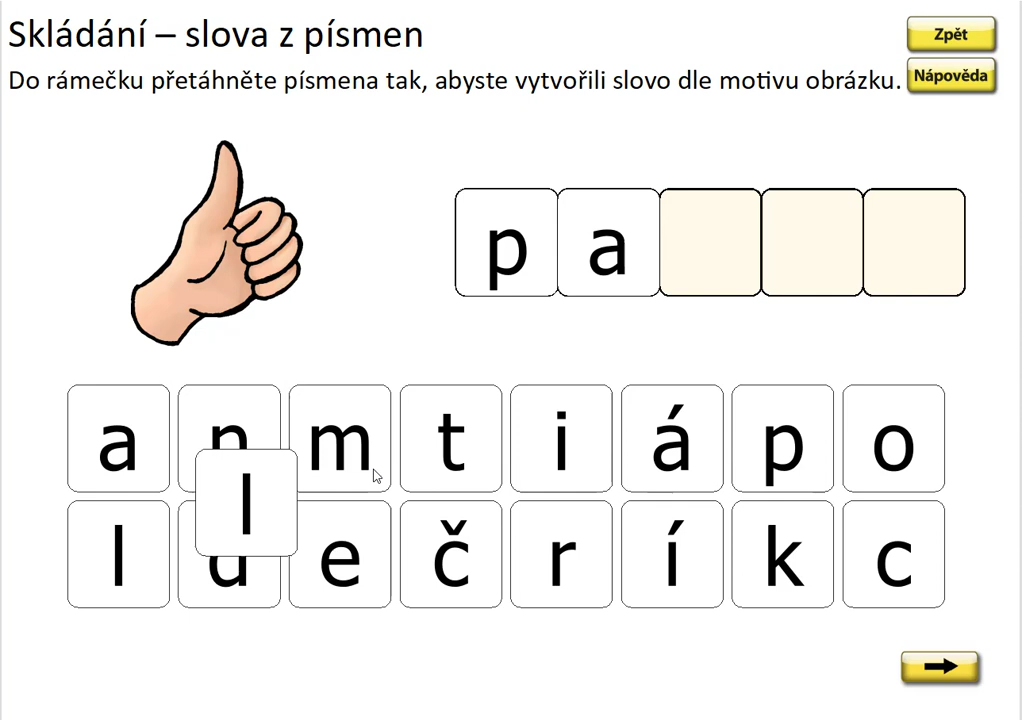 Skládání – slova z písmen
Zpět
Do rámečku přetáhněte písmena tak, abyste vytvořili slovo dle motivu obrázku.
Nápověda
p a
a n m t i á p o
l
l d e č r í k c